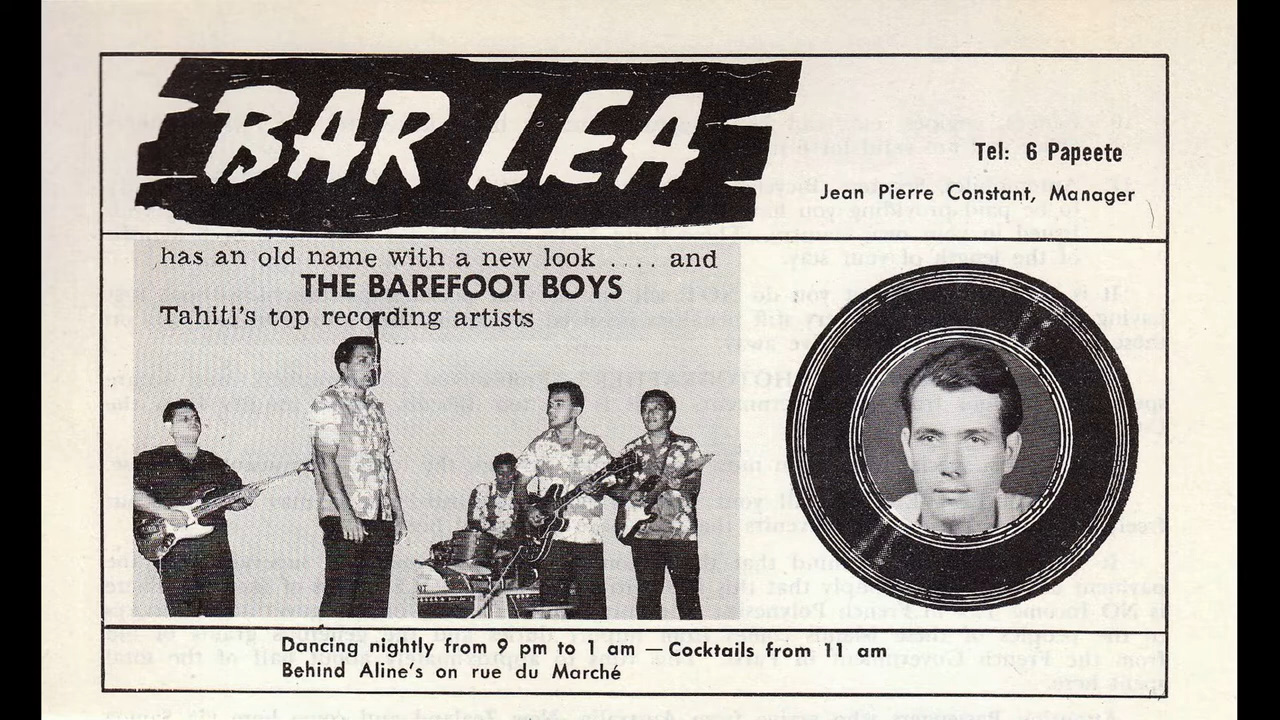 BAR LEA
Tel: 6 Papeete
Jean Pierre Constant, Manager
has an old name with a new look .... and
THE BAREFOOT BOYS
Tahiti's top recording artists
Dancing nightly from 9 pm to 1 am — Cocktails from 11 am
Behind Aline's on rue du Marché